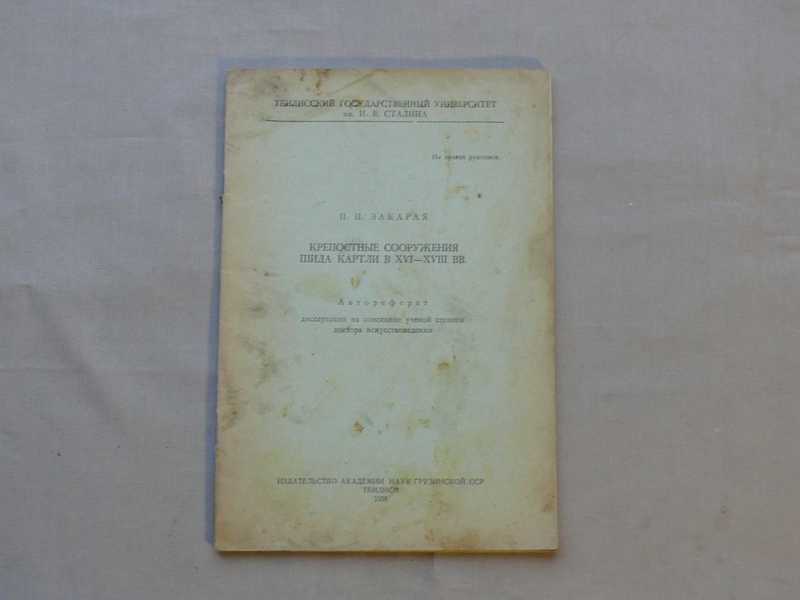 ТБИЛИССКИЙ ГОСУДАРСТВЕННЫЙ УНИВЕРСИТЕТ
им. И. В. СТАЛИНА
На правах рукописи.
П. П. ЗАКАРАЯ
КРЕПОСТНЫЕ СООРУЖЕНИЯ
ШИДА КАРТЛИ В XVI—XVIII ВВ.
Автореферат
диссертации на соискание ученой степени
доктора искусствоведения
ИЗДАТЕЛЬСТВО АКАДЕМИИ НАУК ГРУЗИНСКОЙ ССР
ТБИЛИСИ